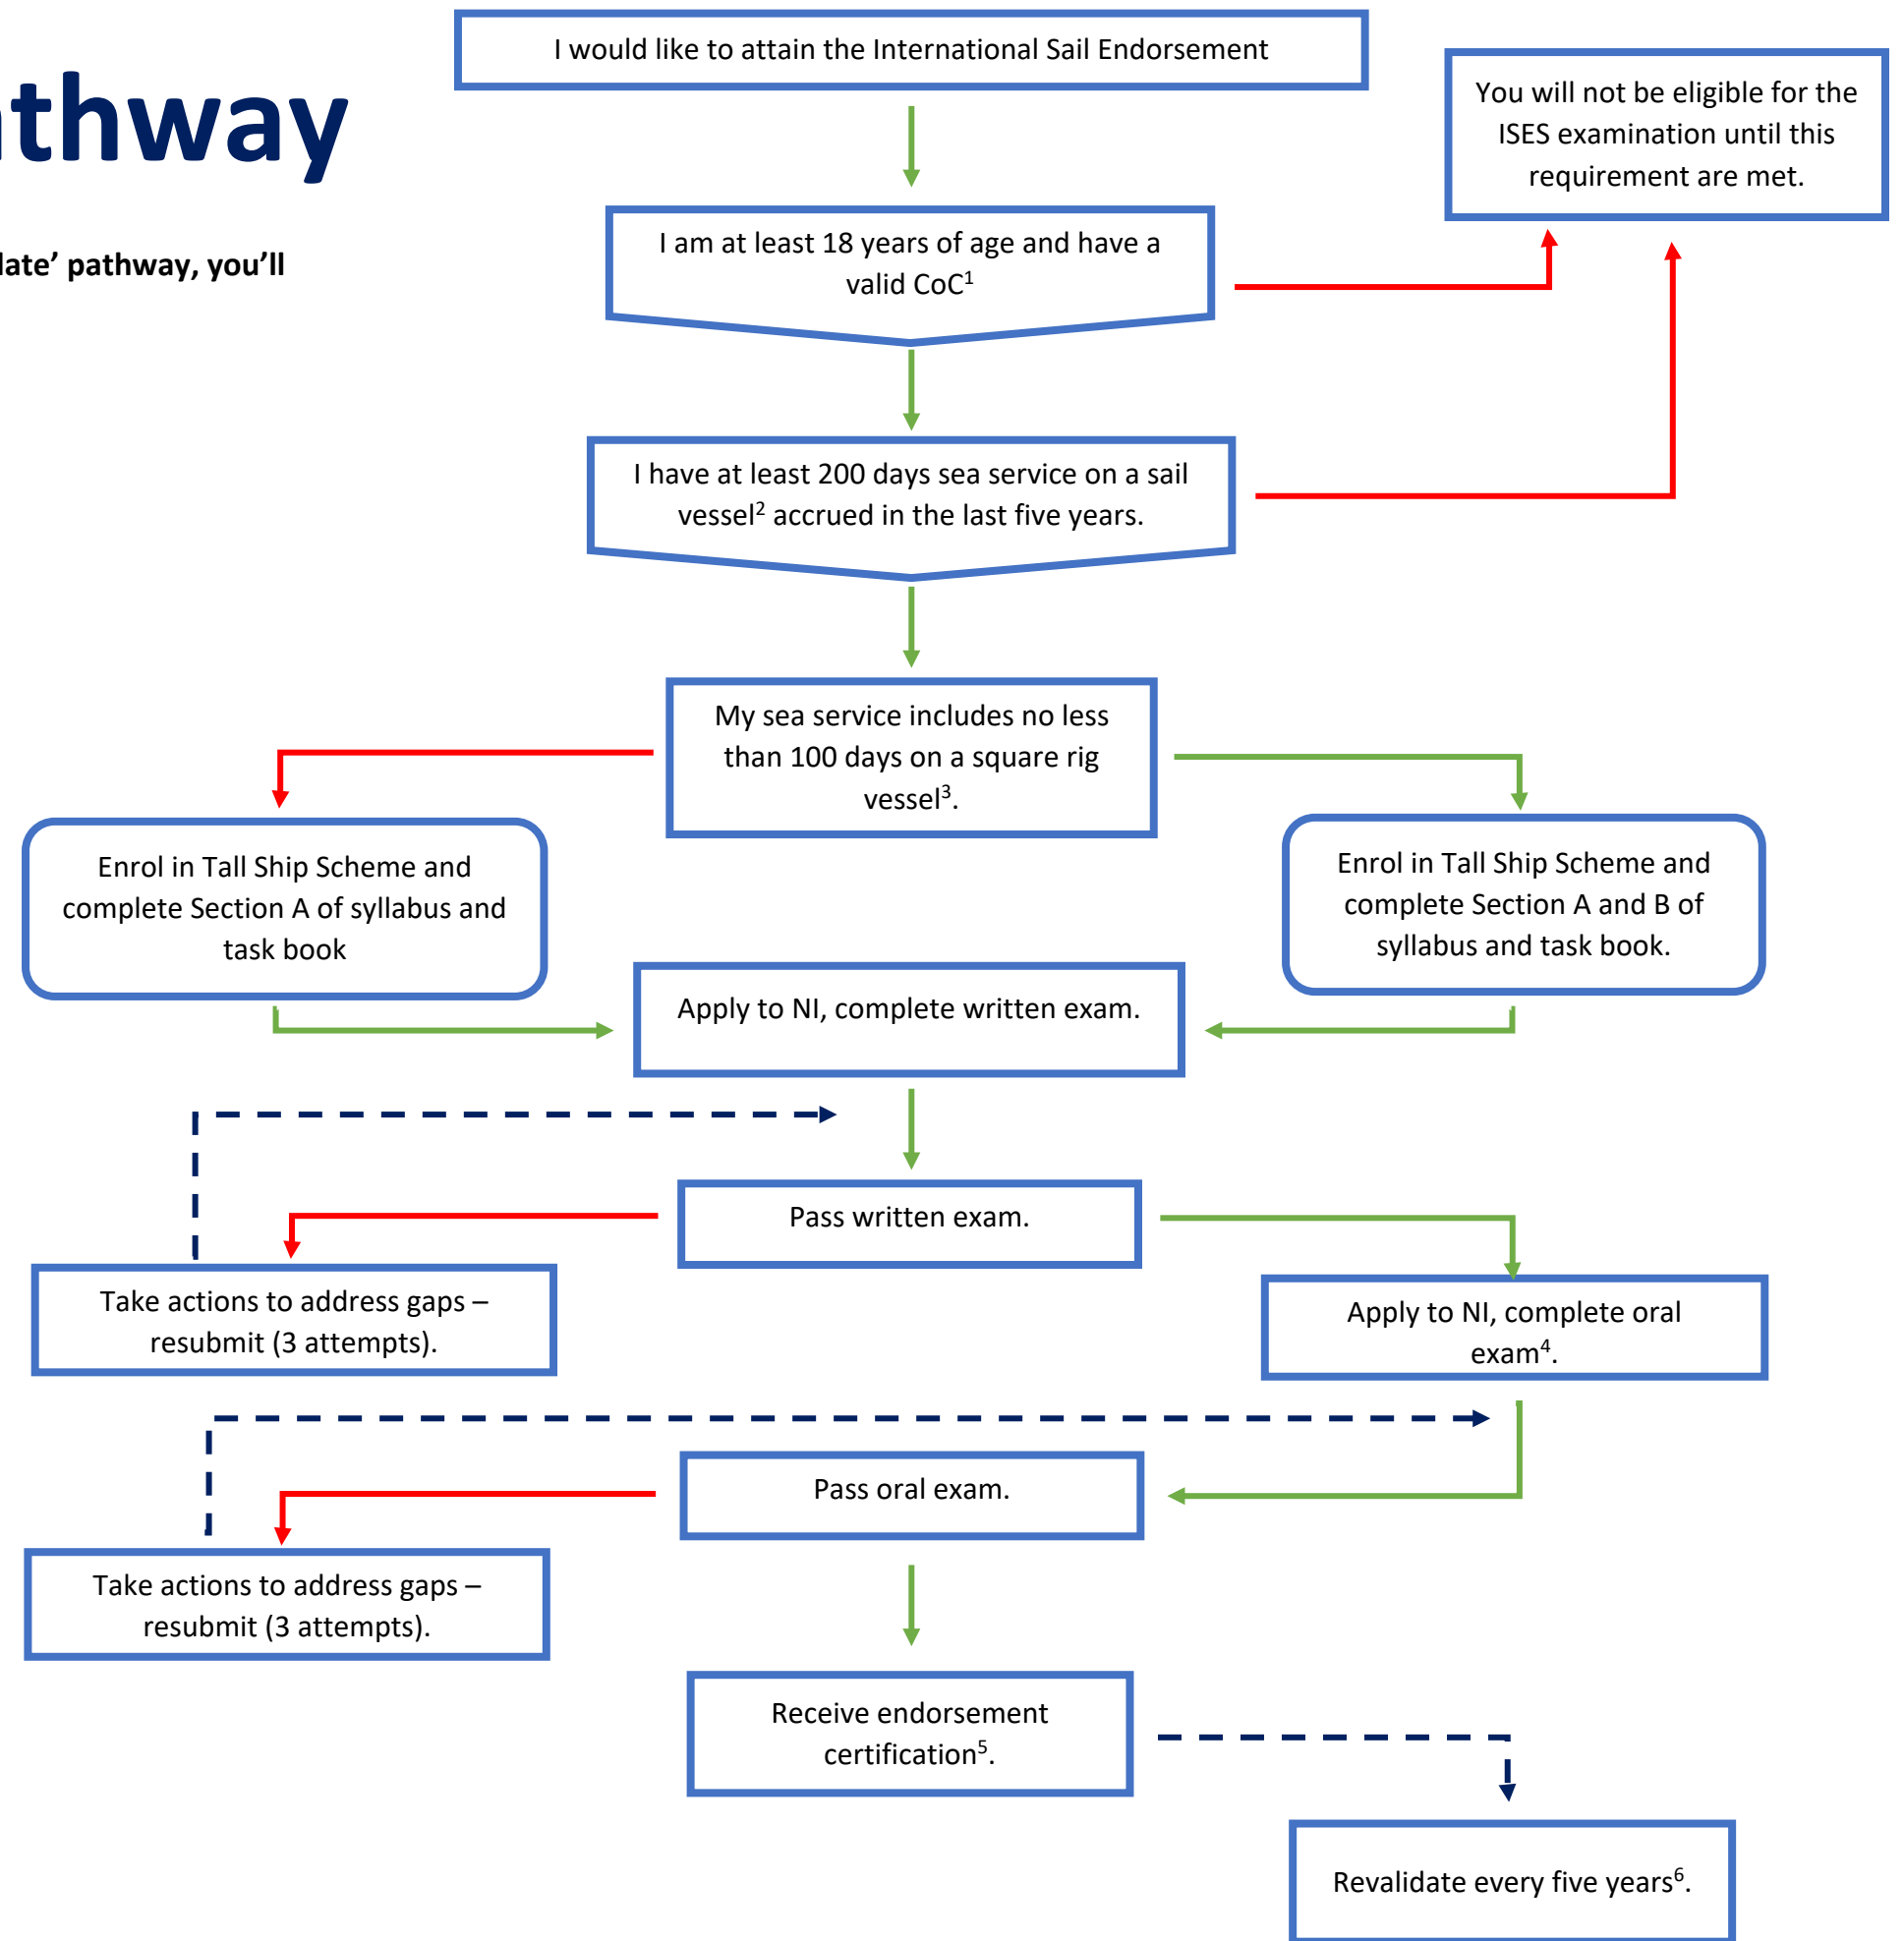 I would like to attain the International Sail Endorsement
athway
You will not be eligible for the
ISES examination until this
requirement are met.
late’ pathway, you’ll
I am at least 18 years of age and have a
valid CoC¹
I have at least 200 days sea service on a sail
vessel² accrued in the last five years.
My sea service includes no less
than 100 days on a square rig
vessel³.
Enrol in Tall Ship Scheme and
complete Section A of syllabus and
task book
Enrol in Tall Ship Scheme and
complete Section A and B of
syllabus and task book.
Apply to NI, complete written exam.
Pass written exam.
Take actions to address gaps –
resubmit (3 attempts).
Apply to NI, complete oral
exam⁴.
Pass oral exam.
Take actions to address gaps –
resubmit (3 attempts).
Receive endorsement
certification⁵.
Revalidate every five years⁶.